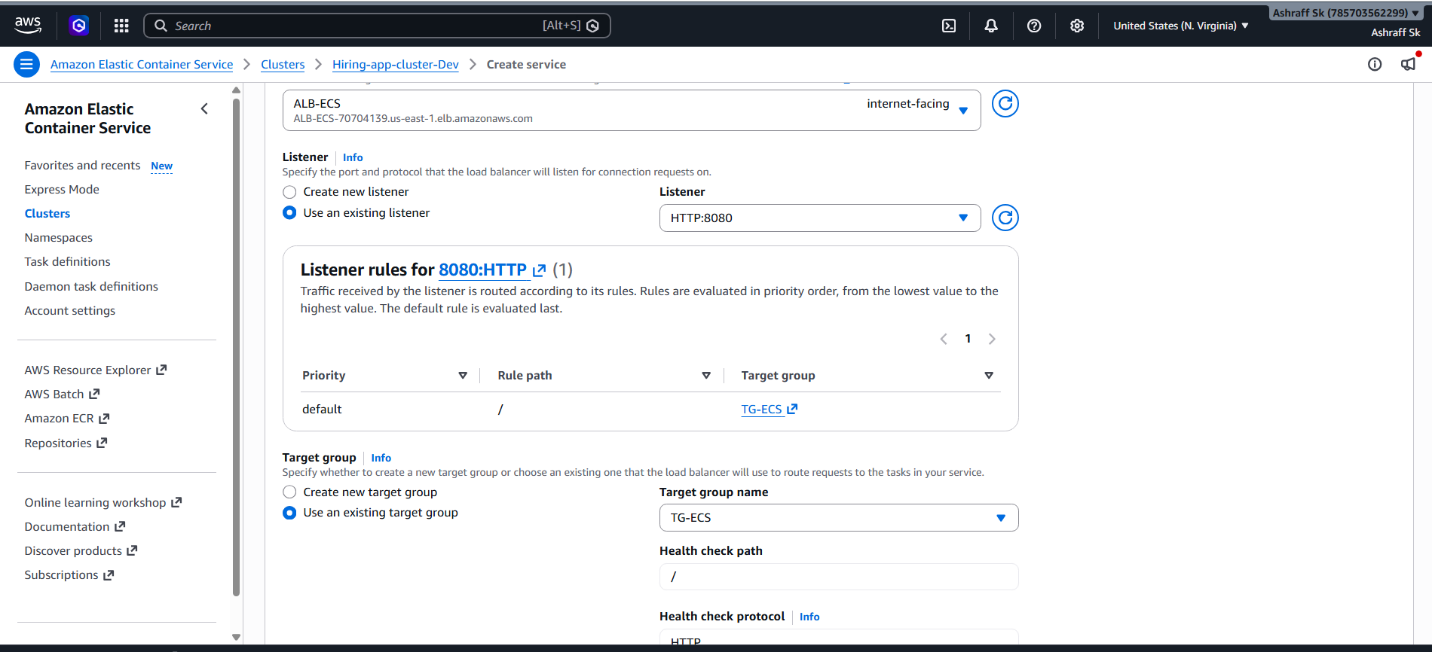 aws
Search
[Alt+S]
United States (N. Virginia)
Ashraff Sk (785703562299)
Ashraff Sk
Amazon Elastic Container Service
Clusters
Hiring-app-cluster-Dev
Create service
Amazon Elastic
Container Service
Favorites and recents New
Express Mode
Clusters
Namespaces
Task definitions
Daemon task definitions
Account settings
AWS Resource Explorer
AWS Batch
Amazon ECR
Repositories
Online learning workshop
Documentation
Discover products
Subscriptions
ALB-ECS
internet-facing
ALB-ECS-70704139.us-east-1.elb.amazonaws.com
Listener Info
Specify the port and protocol that the load balancer will listen for connection requests on.
Create new listener
Use an existing listener
Listener
HTTP:8080
Listener rules for 8080:HTTP (1)
Traffic received by the listener is routed according to its rules. Rules are evaluated in priority order, from the lowest value to the
highest value. The default rule is evaluated last.
1
Priority Rule path Target group
default / TG-ECS
Target group Info
Specify whether to create a new target group or choose an existing one that the load balancer will use to route requests to the tasks in your service.
Create new target group
Use an existing target group
Target group name
TG-ECS
Health check path
/
Health check protocol Info
HTTP